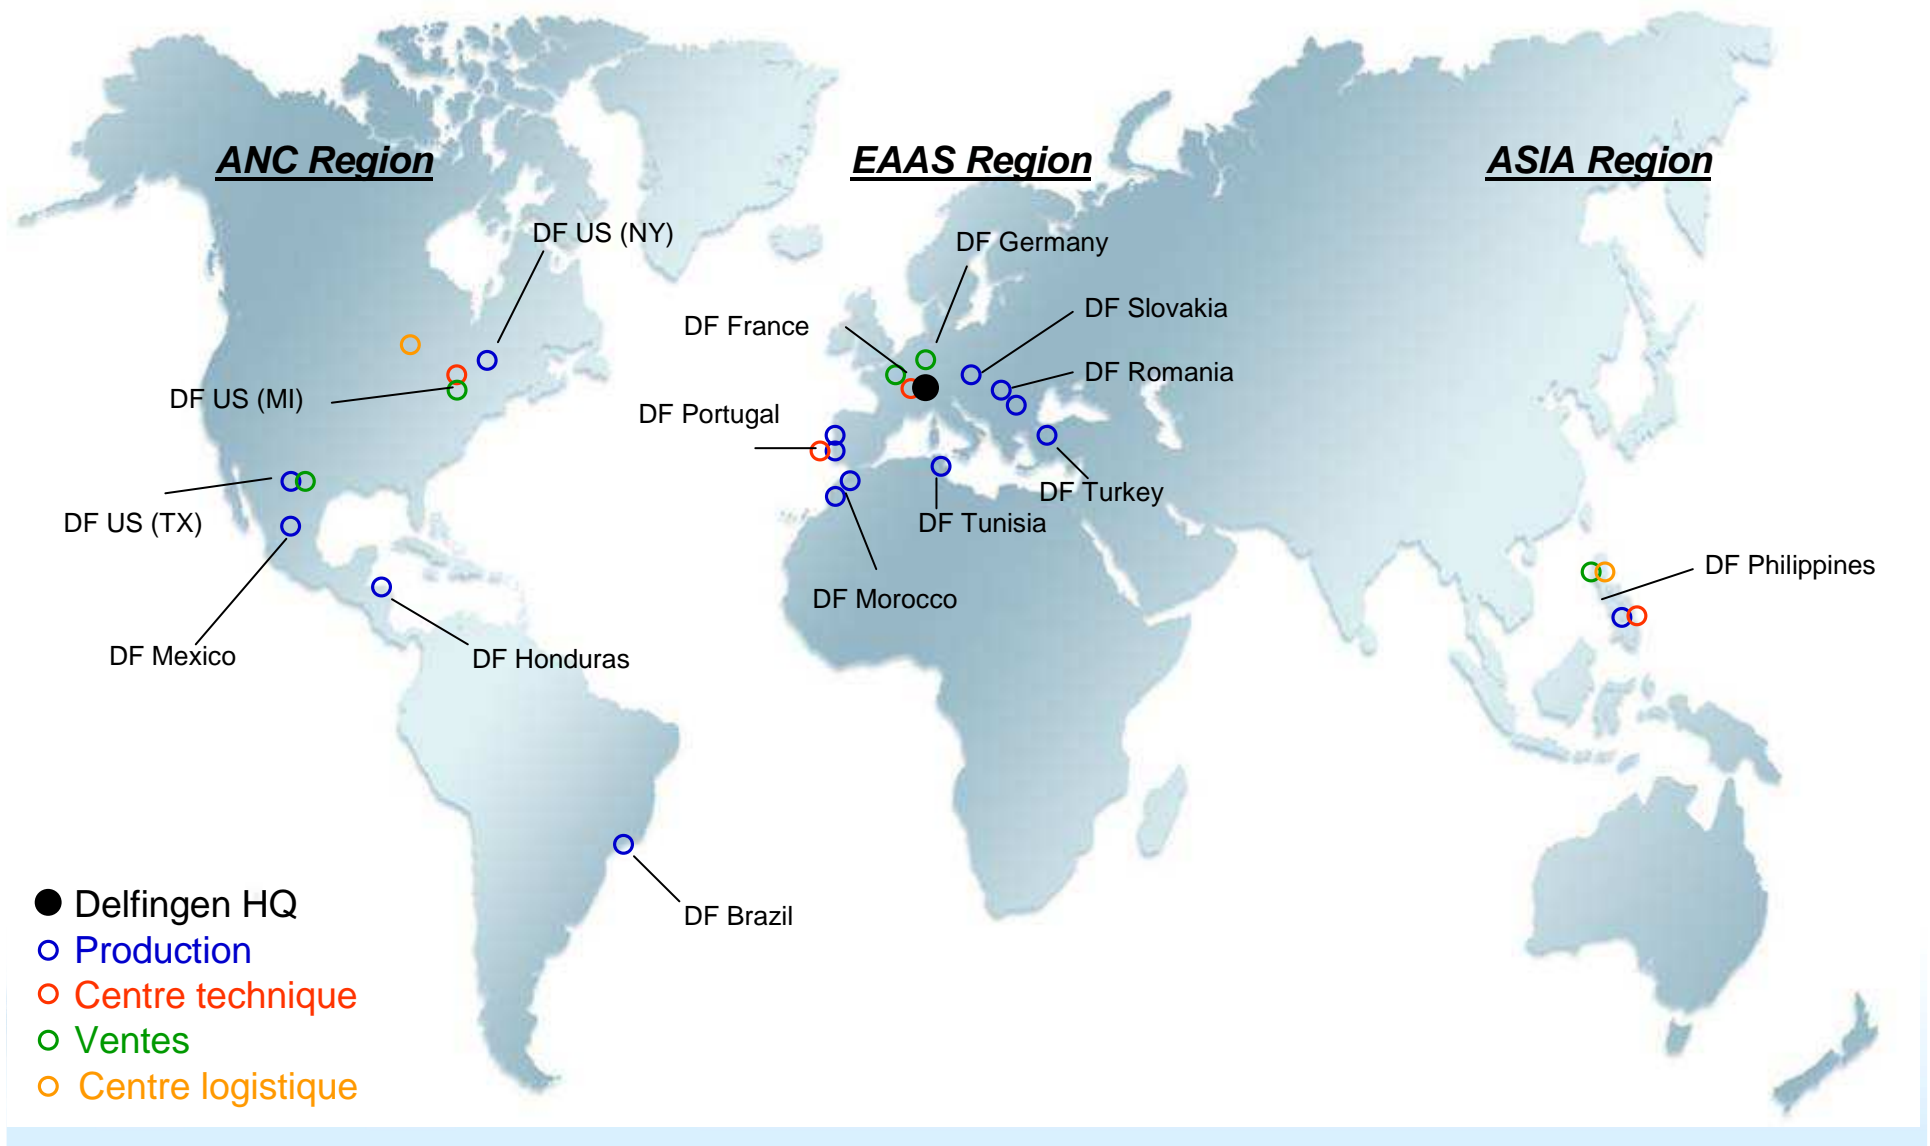 ANC Region
EAAS Region
ASIA Region
DF US (NY)
DF Germany
DF Slovakia
DF France
DF Romania
DF US (MI)
DF Portugal
DF Turkey
DF US (TX)
DF Tunisia
DF Philippines
DF Morocco
DF Mexico
DF Honduras
DF Brazil
Delfingen HQ
Production
Centre technique
Ventes
Centre logistique